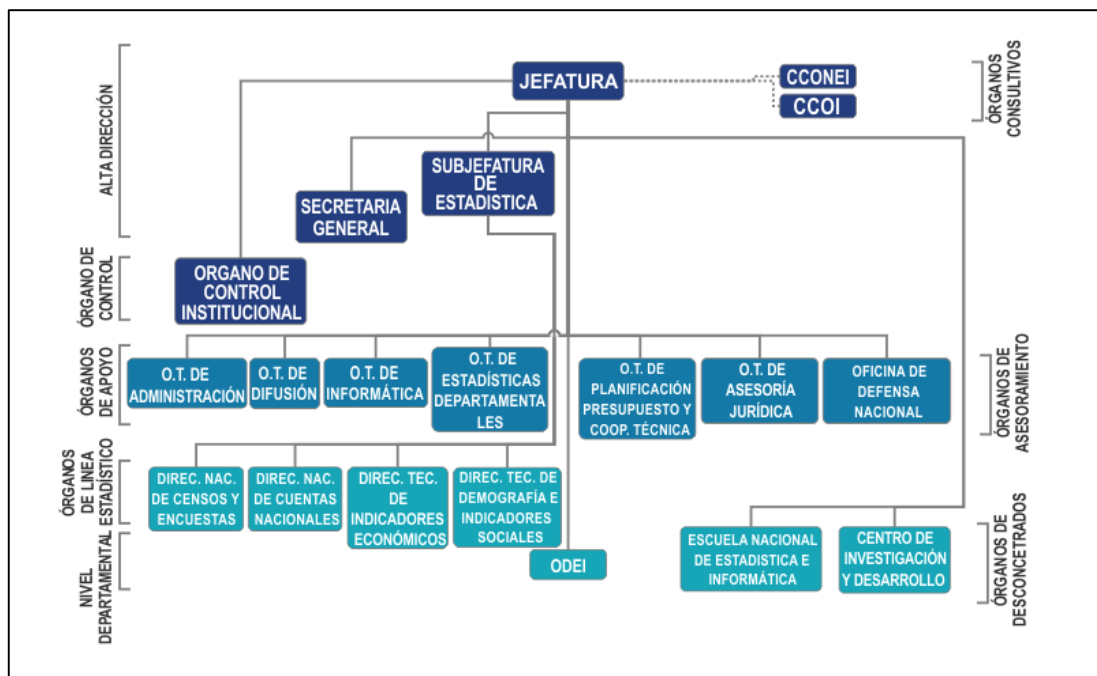 JEFATURA
CCONEI
CCOI
ÓRGANOS
CONSULTIVOS
ALTA DIRECCIÓN
SUBJEFATURA
DE
ESTADISTICA
SECRETARIA
GENERAL
ÓRGANO DE
CONTROL
ORGANO DE
CONTROL
INSTITUCIONAL
ÓRGANOS
DE APOYO
O.T. DE
ADMINISTRACIÓN
O.T. DE
DIFUSIÓN
O.T. DE
INFORMÁTICA
O.T. DE
ESTADÍSTICAS
DEPARTAMENTA
LES
O.T. DE
PLANIFICACIÓN
PRESUPUESTO Y
COOP. TÉCNICA
O.T. DE
ASESORÍA
JURÍDICA
OFICINA DE
DEFENSA
NACIONAL
ÓRGANOS DE
ASESORAMIENTO
ÓRGANOS
DE LINEA
ESTADÍSTICO
DIREC. NAC.
DE CENSOS Y
ENCUESTAS
DIREC. NAC.
DE CUENTAS
NACIONALES
DIREC. TEC.
DE
INDICADORES
ECONÓMICOS
DIREC. TEC. DE
DEMOGRAFÍA E
INDICADORES
SOCIALES
NIVEL
DEPARTAMENTAL
ODEI
ESCUELA NACIONAL
DE ESTADISTICA E
INFORMÁTICA
CENTRO DE
INVESTIGACIÓN
Y DESARROLLO
ÓRGANOS DE
DESCONCETRADOS